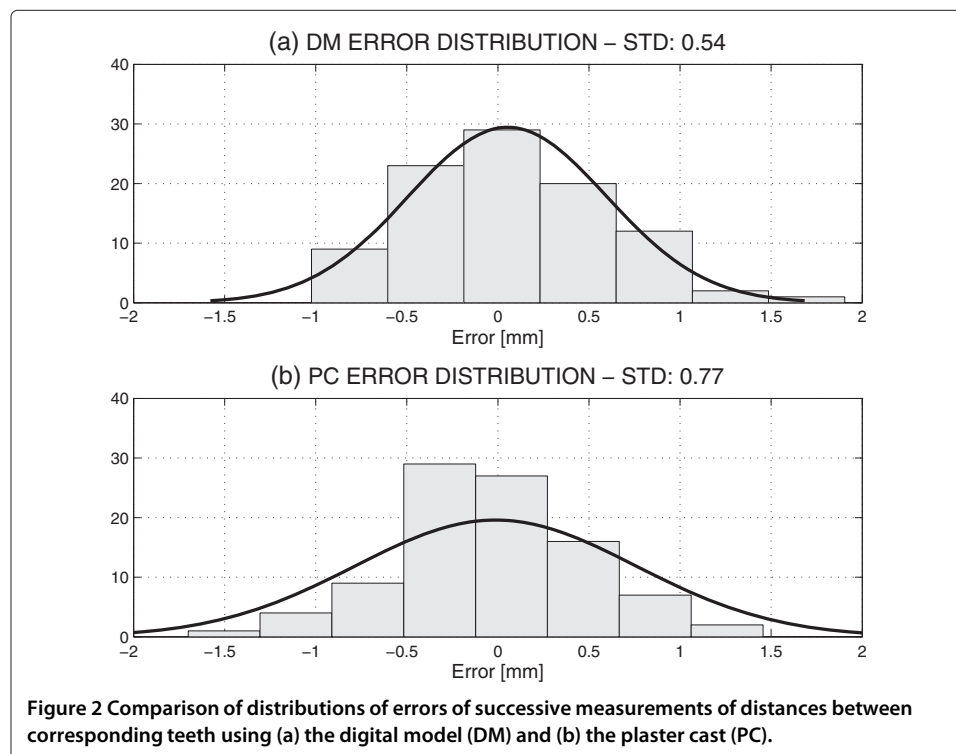 (a) DM ERROR DISTRIBUTION – STD: 0.54
40
30
20
10
0
−2 −1.5 −1 −0.5 0 0.5 1 1.5 2
Error [mm]
(b) PC ERROR DISTRIBUTION – STD: 0.77
40
30
20
10
0
−2 −1.5 −1 −0.5 0 0.5 1 1.5 2
Error [mm]
Figure 2 Comparison of distributions of errors of successive measurements of distances between
corresponding teeth using (a) the digital model (DM) and (b) the plaster cast (PC).